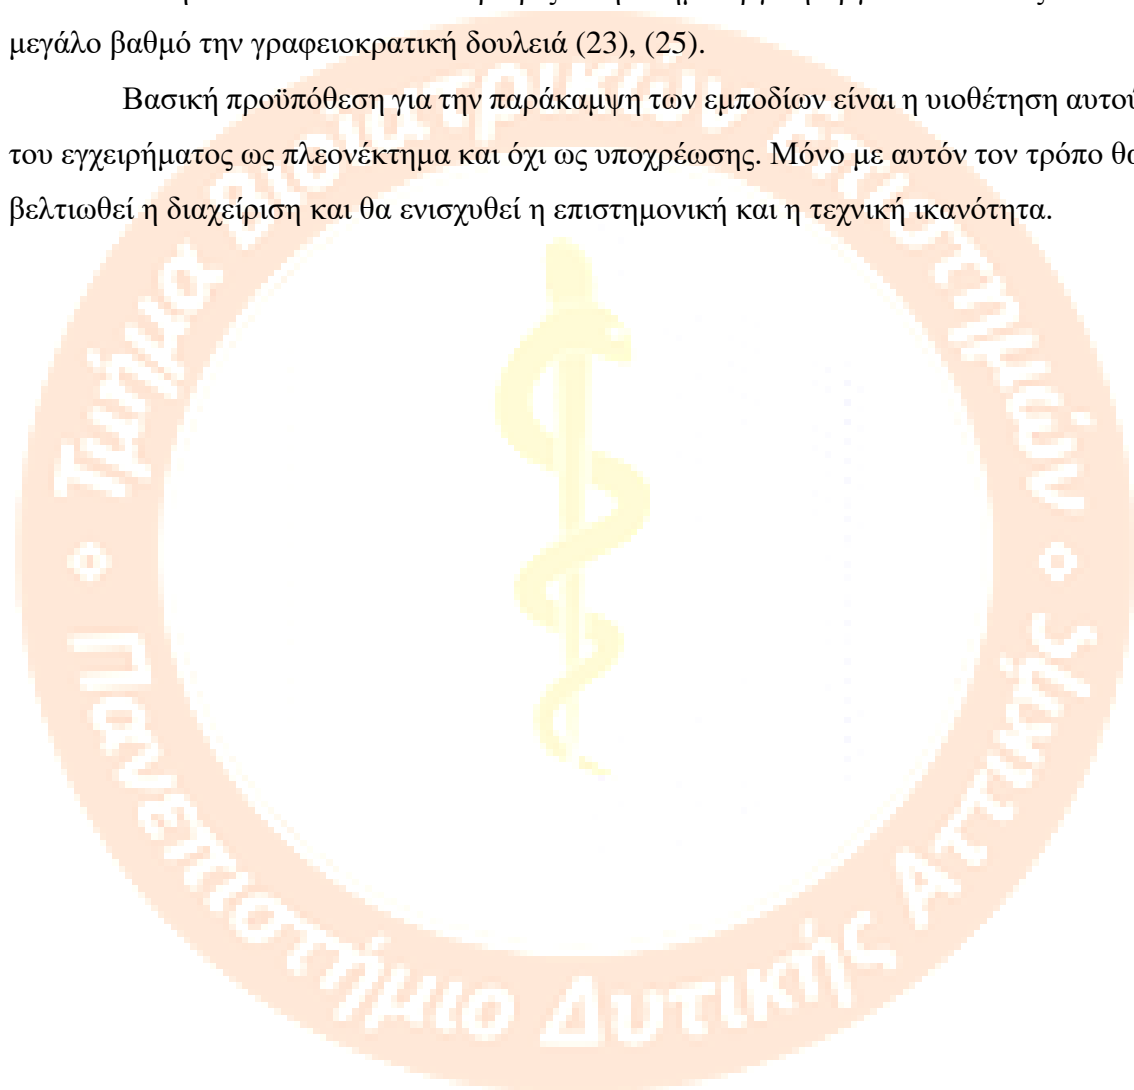 μεγάλο βαθμό την γραφειοκρατική δουλειά (23), (25).
Βασική προϋπόθεση για την παράκαμψη των εμποδίων είναι η υιοθέτηση αυτού
του εγχειρήματος ως πλεονέκτημα και όχι ως υποχρέωσης. Μόνο με αυτόν τον τρόπο θα
βελτιωθεί η διαχείριση και θα ενισχυθεί η επιστημονική και η τεχνική ικανότητα.
Τμήμα Βιοϊατρικών Επιστημών
Πανεπιστήμιο Δυτικής Αττικής